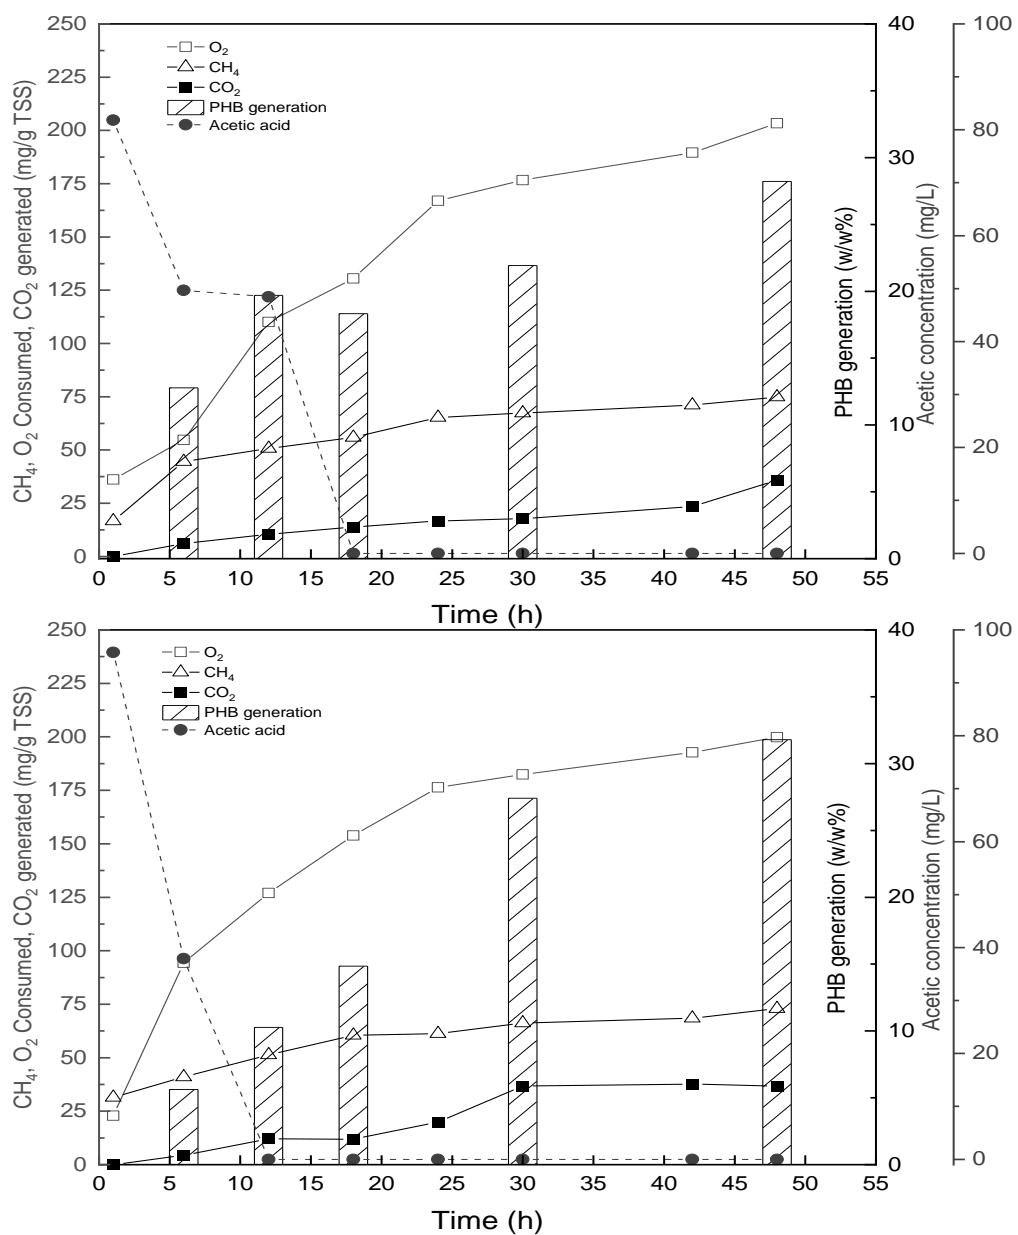 CH₄, O₂ Consumed, CO₂ generated (mg/g TSS)
250
225
200
175
150
125
100
75
50
25
0
O₂
CH₄
CO₂
PHB generation
Acetic acid
40
30
20
10
0
PHB generation (w/w%)
100
80
60
40
20
0
Acetic concentration (mg/L)
0 5 10 15 20 25 30 35 40 45 50 55
Time (h)
CH₄, O₂ Consumed, CO₂ generated (mg/g TSS)
250
225
200
175
150
125
100
75
50
25
0
O₂
CH₄
CO₂
PHB generation
Acetic acid
40
30
20
10
0
PHB generation (w/w%)
100
80
60
40
20
0
Acetic concentration (mg/L)
0 5 10 15 20 25 30 35 40 45 50 55
Time (h)